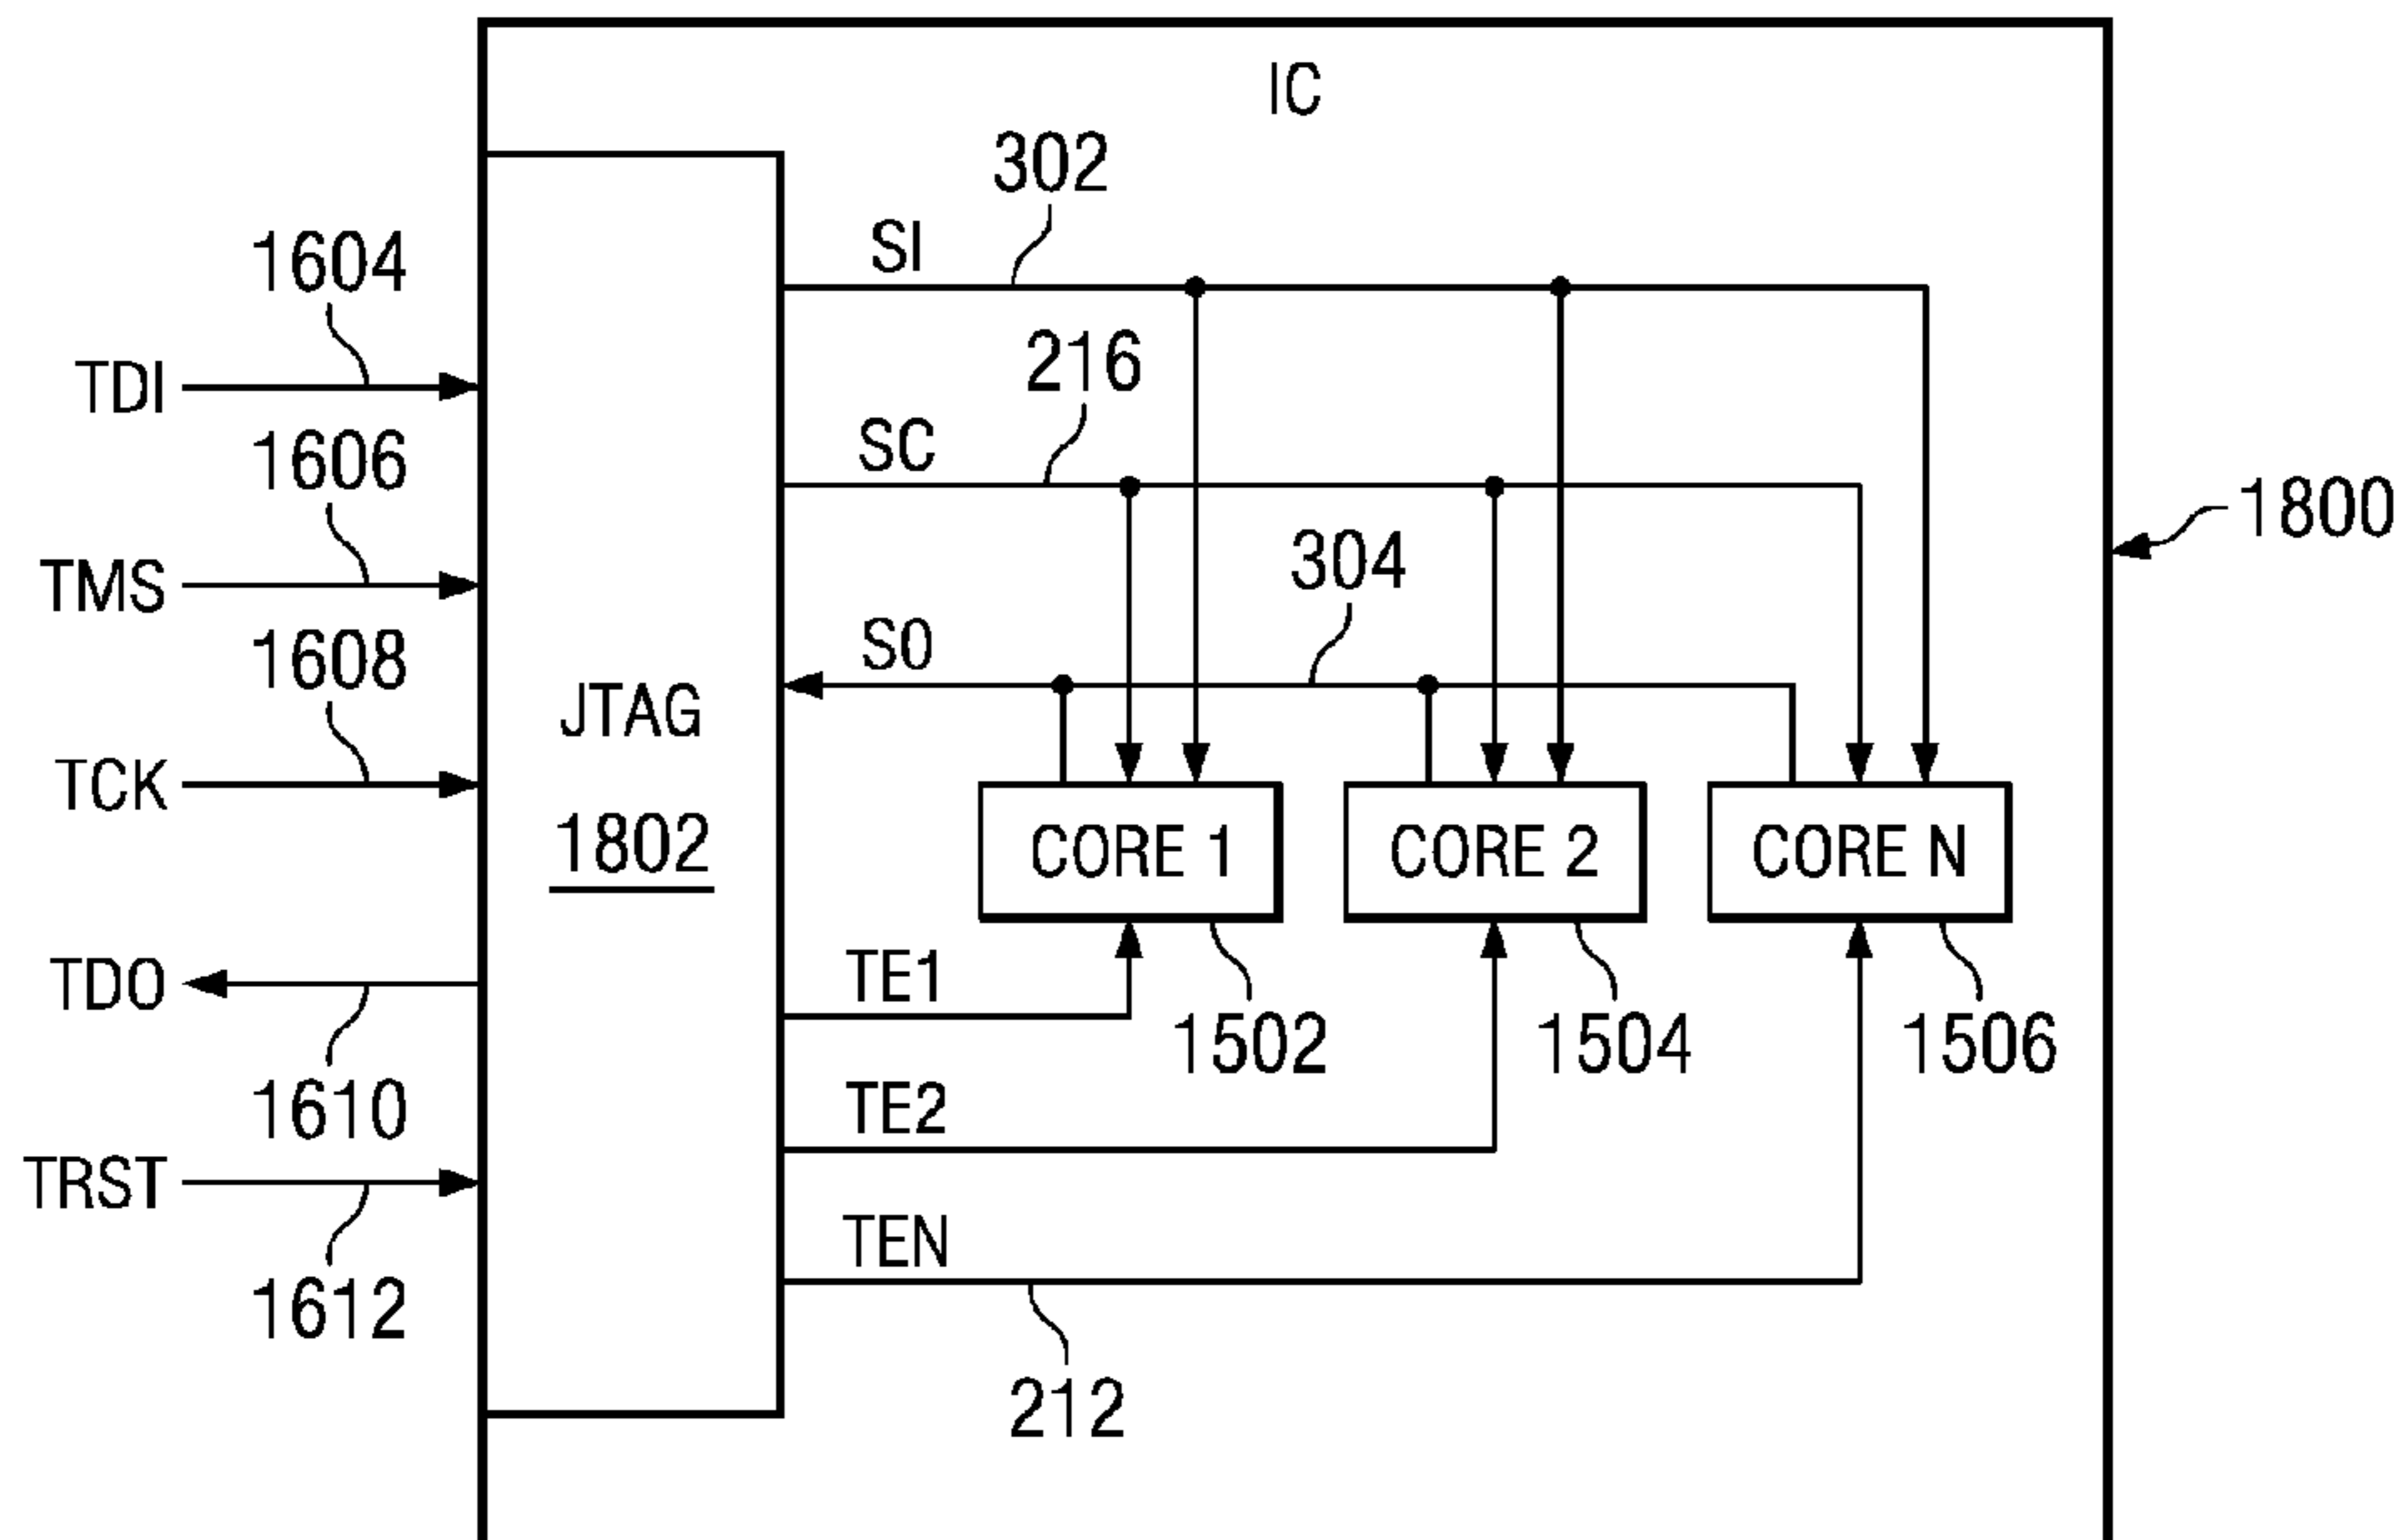 IC
302
1604
SI
216
TDI
1606
SC
1800
304
TMS
1608
SO
JTAG
TCK
1802
CORE 1
CORE 2
CORE N
TDO
TE1
1502
1504
1506
1610
TE2
TRST
TEN
1612
212